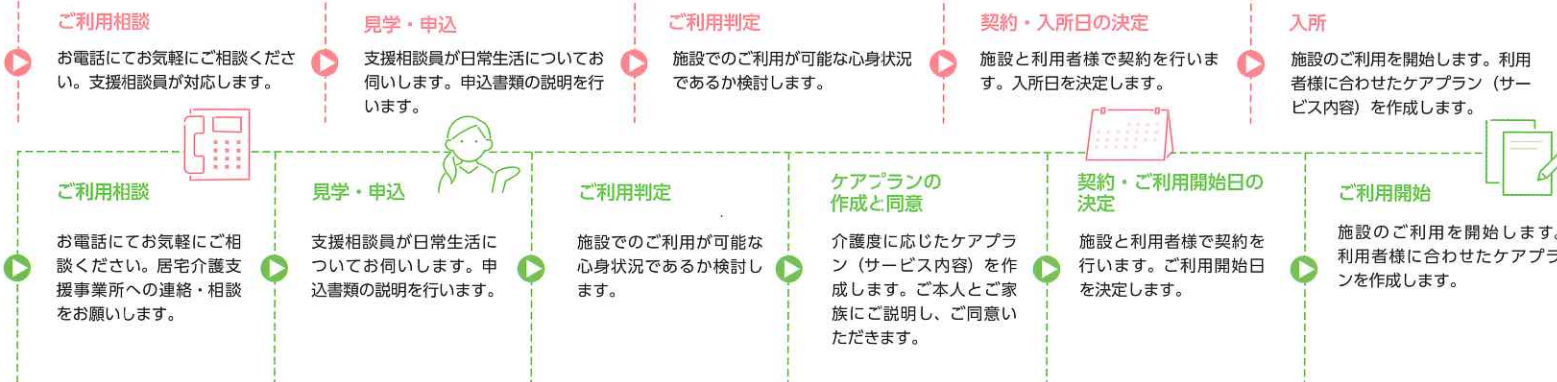 ご利用相談
お電話にてお気軽にご相談くださ
い。支援相談員が対応します。
見学・申込
支援相談員が日常生活についてお
伺いします。申込書類の説明を行
います。
ご利用判定
施設でのご利用が可能な心身状況
であるか検討します。
契約・入所日の決定
施設と利用者様で契約を行いま
す。入所日を決定します。
入所
施設のご利用を開始します。利用
者様に合わせたケアプラン（サー
ビス内容）を作成します。
ご利用相談
お電話にてお気軽にご相
談ください。居宅介護支
援事業所への連絡・相談
をお願いします。
見学・申込
支援相談員が日常生活に
ついてお伺いします。申
込書類の説明を行います。
ご利用判定
施設でのご利用が可能な
心身状況であるか検討し
ます。
ケアプランの
作成と同意
介護度に応じたケアプラ
ン（サービス内容）を作
成します。ご本人とご家
族にご説明し、ご同意い
ただきます。
契約・ご利用開始日の
決定
施設と利用者様で契約を
行います。ご利用開始日
を決定します。
ご利用開始
施設のご利用を開始します。
利用者様に合わせたケアプラ
ンを作成します。